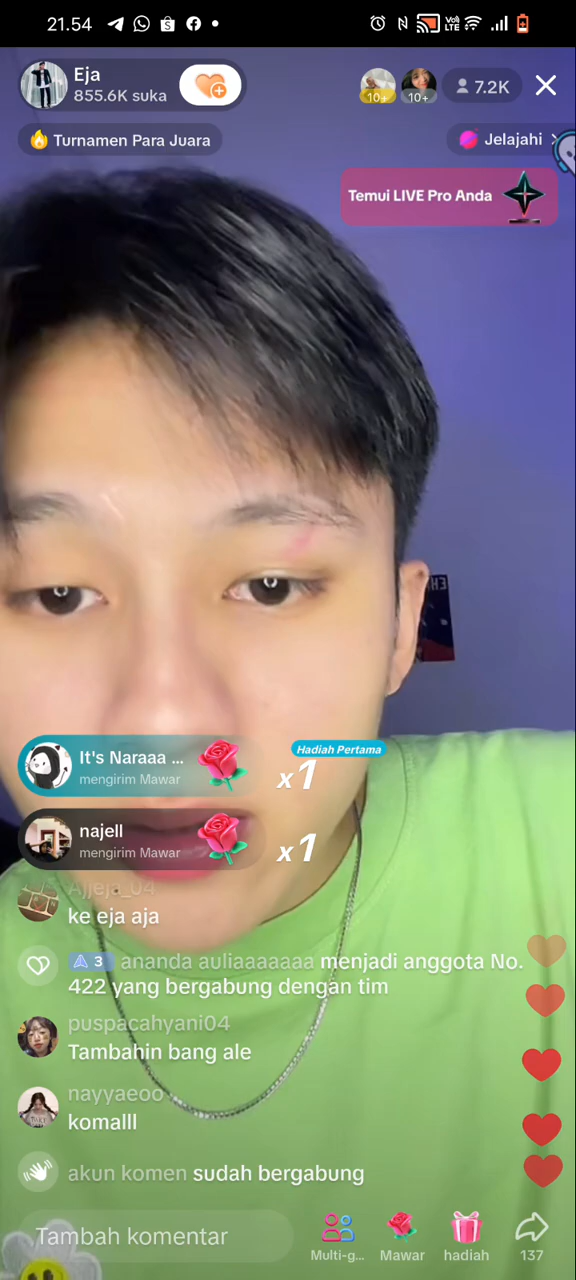 21.54
Vo)) LTE
Eja
855.6K suka
10+
10+
7.2K
Turnamen Para Juara
Jelajahi
Temui LIVE Pro Anda
It's Naraaa ...
mengirim Mawar
Hadiah Pertama
x1
najell
mengirim Mawar
x1
Ajjeja_04
ke eja aja
3 ananda auliaaaaaaa menjadi anggota No.
422 yang bergabung dengan tim
puspacahyani04
Tambahin bang ale
nayyaeoo
komalll
akun komen sudah bergabung
Tambah komentar
Multi-g...
Mawar
hadiah
137